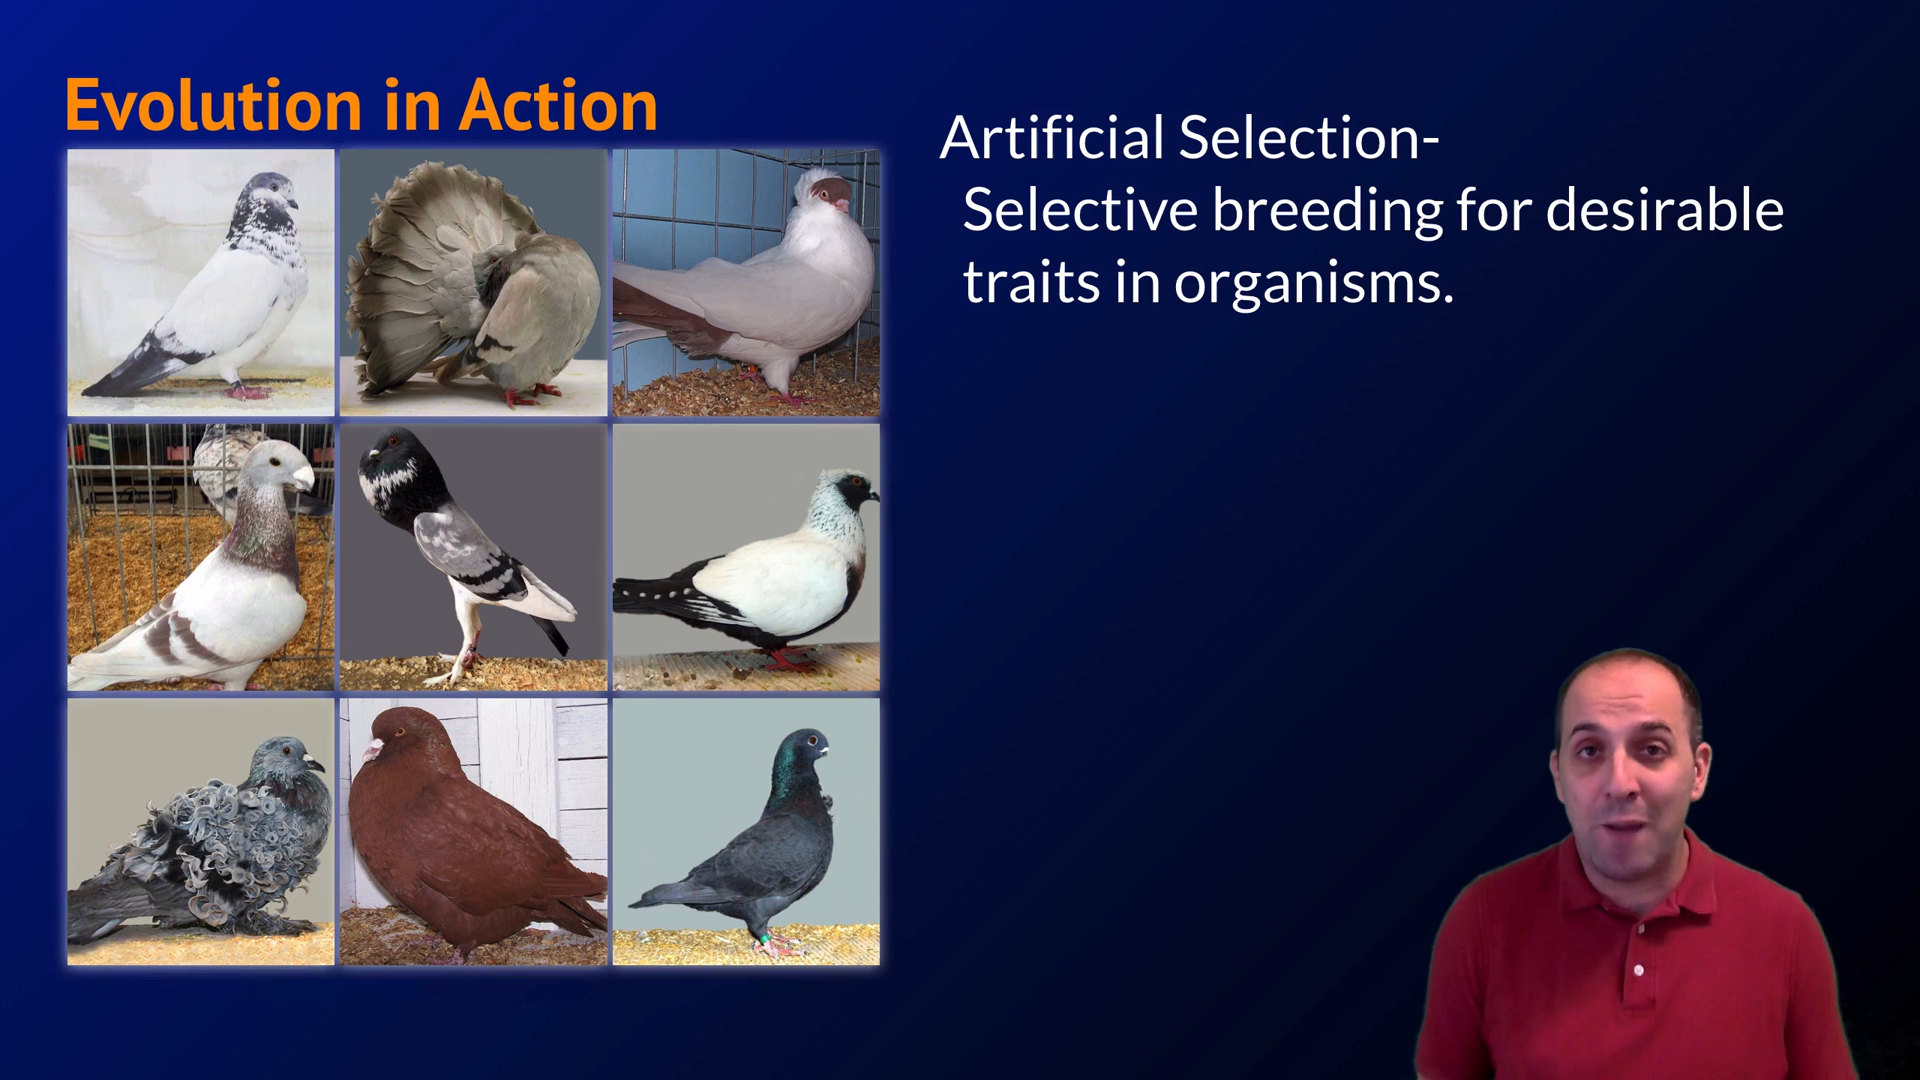 Evolution in Action
Artificial Selection-
Selective breeding for desirable
traits in organisms.